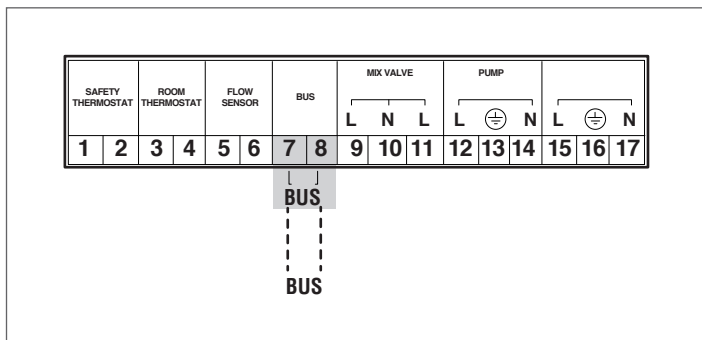 SAFETY THERMOSTAT ROOM THERMOSTAT FLOW SENSOR BUS MIX VALVE PUMP
L N L L N L N
1 2 3 4 5 6 7 8 9 10 11 12 13 14 15 16 17
BUS
BUS